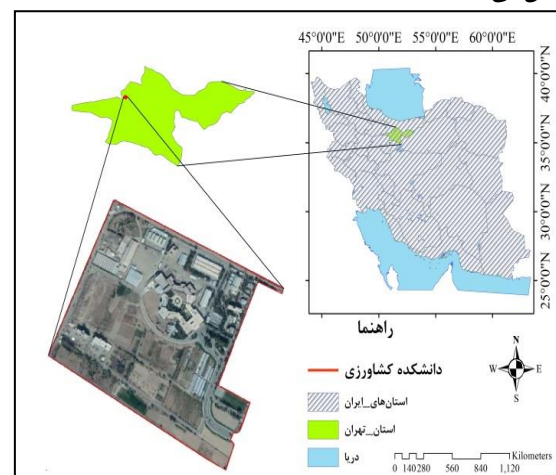 45°0'0"E 50°0'0"E 55°0'0"E 60°0'0"E
40°0'0"N
35°0'0"N
30°0'0"N
25°0'0"N
راهنما
دانشکده کشاورزی
استان‌های_ایران
استان_تهران
دریا
N
W E
S
Kilometers
0 140 280 560 840 1,120